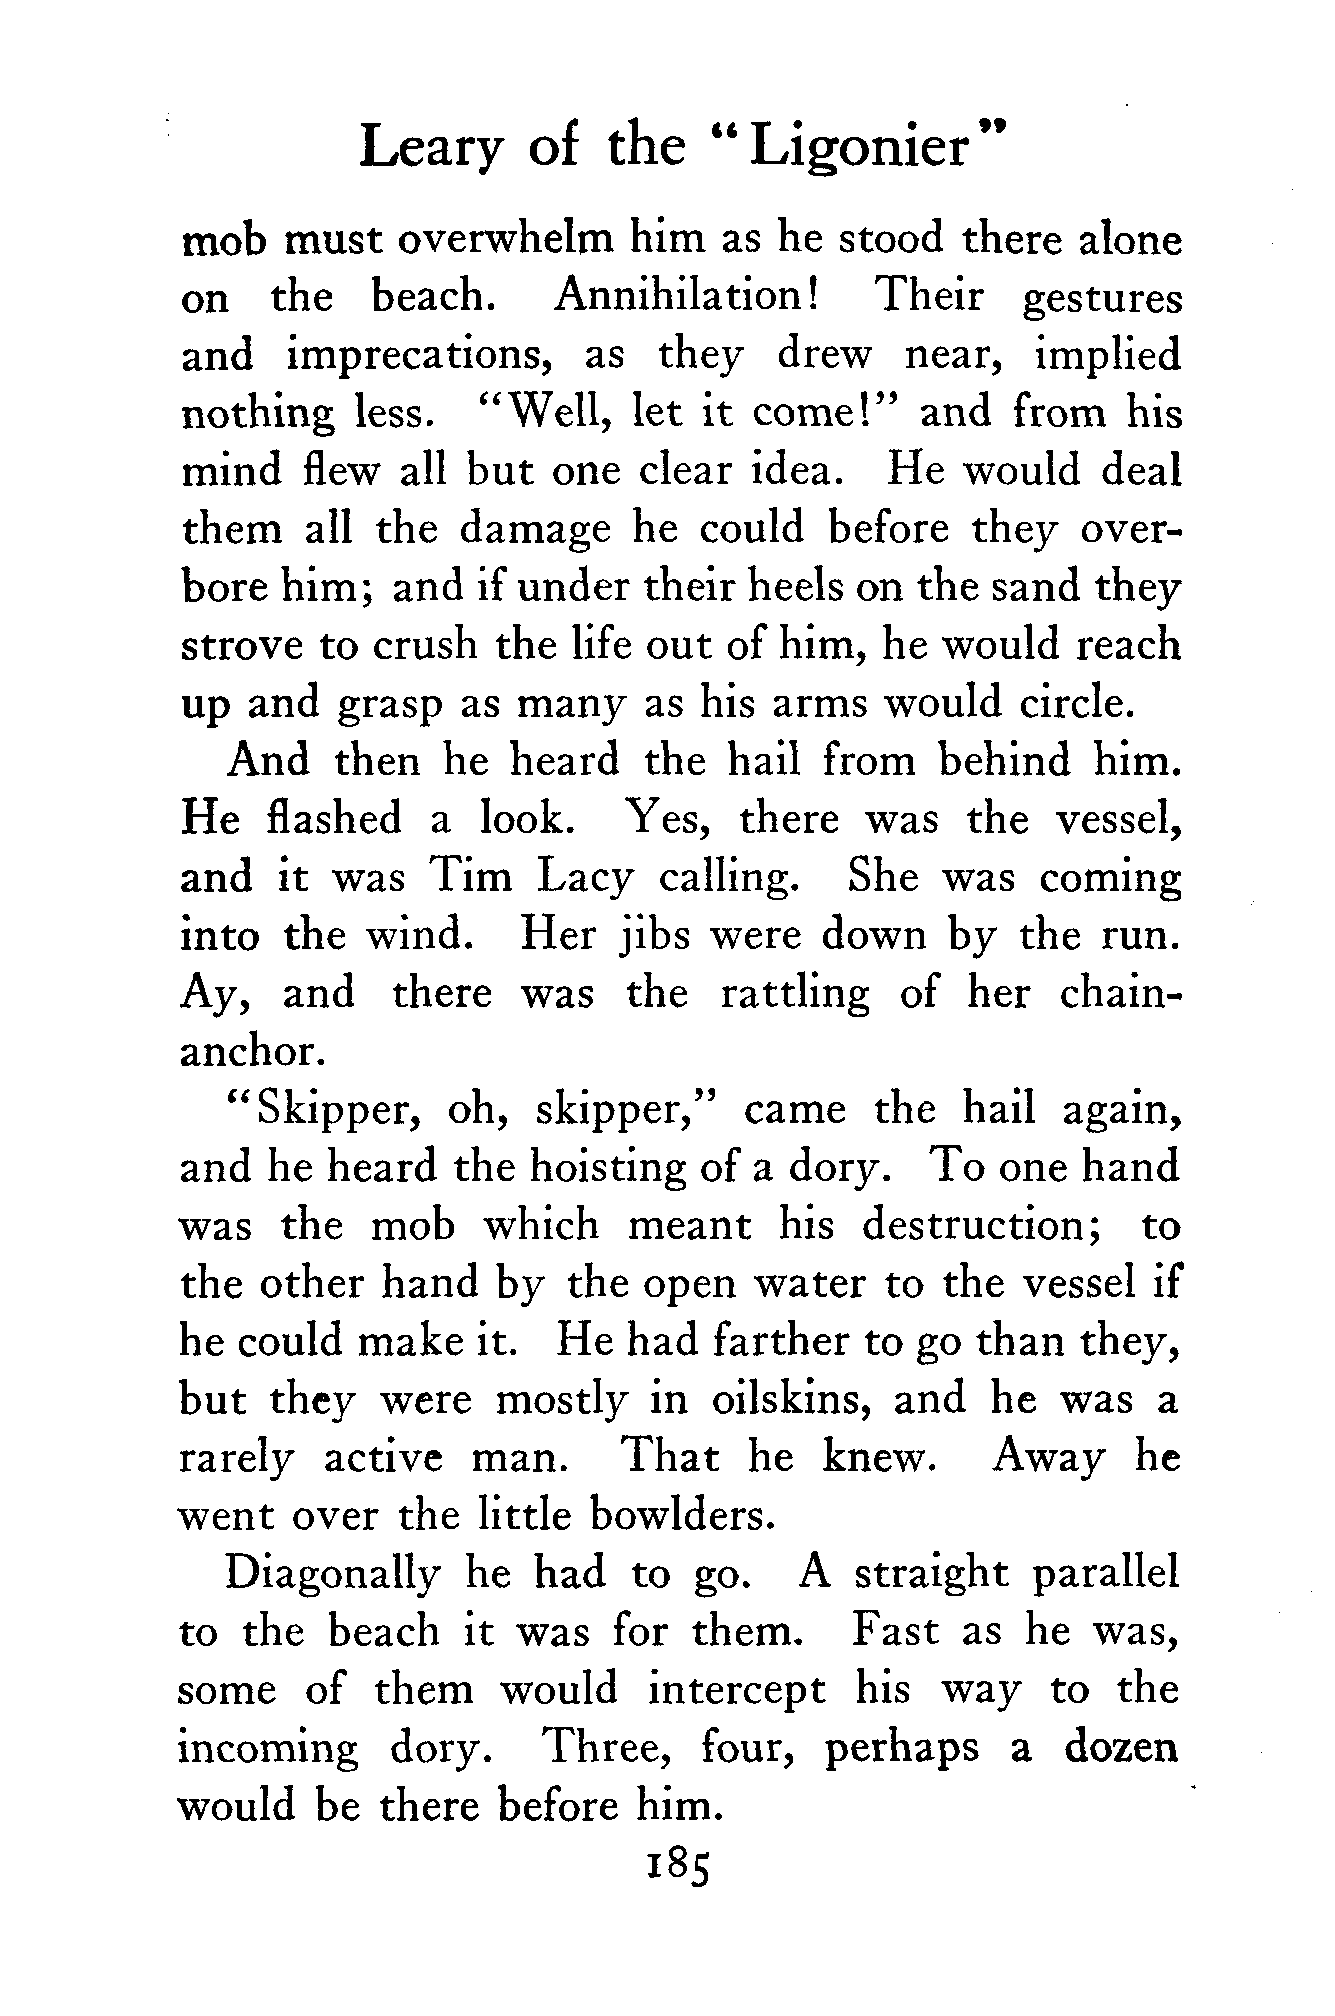 Leary of the "Ligonier"
mob must overwhelm him as he stood there alone
on the beach. Annihilation! Their gestures
and imprecations, as they drew near, implied
nothing less. "Well, let it come!" and from his
mind flew all but one clear idea. He would deal
them all the damage he could before they over-
bore him; and if under their heels on the sand they
strove to crush the life out of him, he would reach
up and grasp as many as his arms would circle.
And then he heard the hail from behind him.
He flashed a look. Yes, there was the vessel,
and it was Tim Lacy calling. She was coming
into the wind. Her jibs were down by the run.
Ay, and there was the rattling of her chain-
anchor.
"Skipper, oh, skipper," came the hail again,
and he heard the hoisting of a dory. To one hand
was the mob which meant his destruction; to
the other hand by the open water to the vessel if
he could make it. He had farther to go than they,
but they were mostly in oilskins, and he was a
rarely active man. That he knew. Away he
went over the little bowlders.
Diagonally he had to go. A straight parallel
to the beach it was for them. Fast as he was,
some of them would intercept his way to the
incoming dory. Three, four, perhaps a dozen
would be there before him.
185